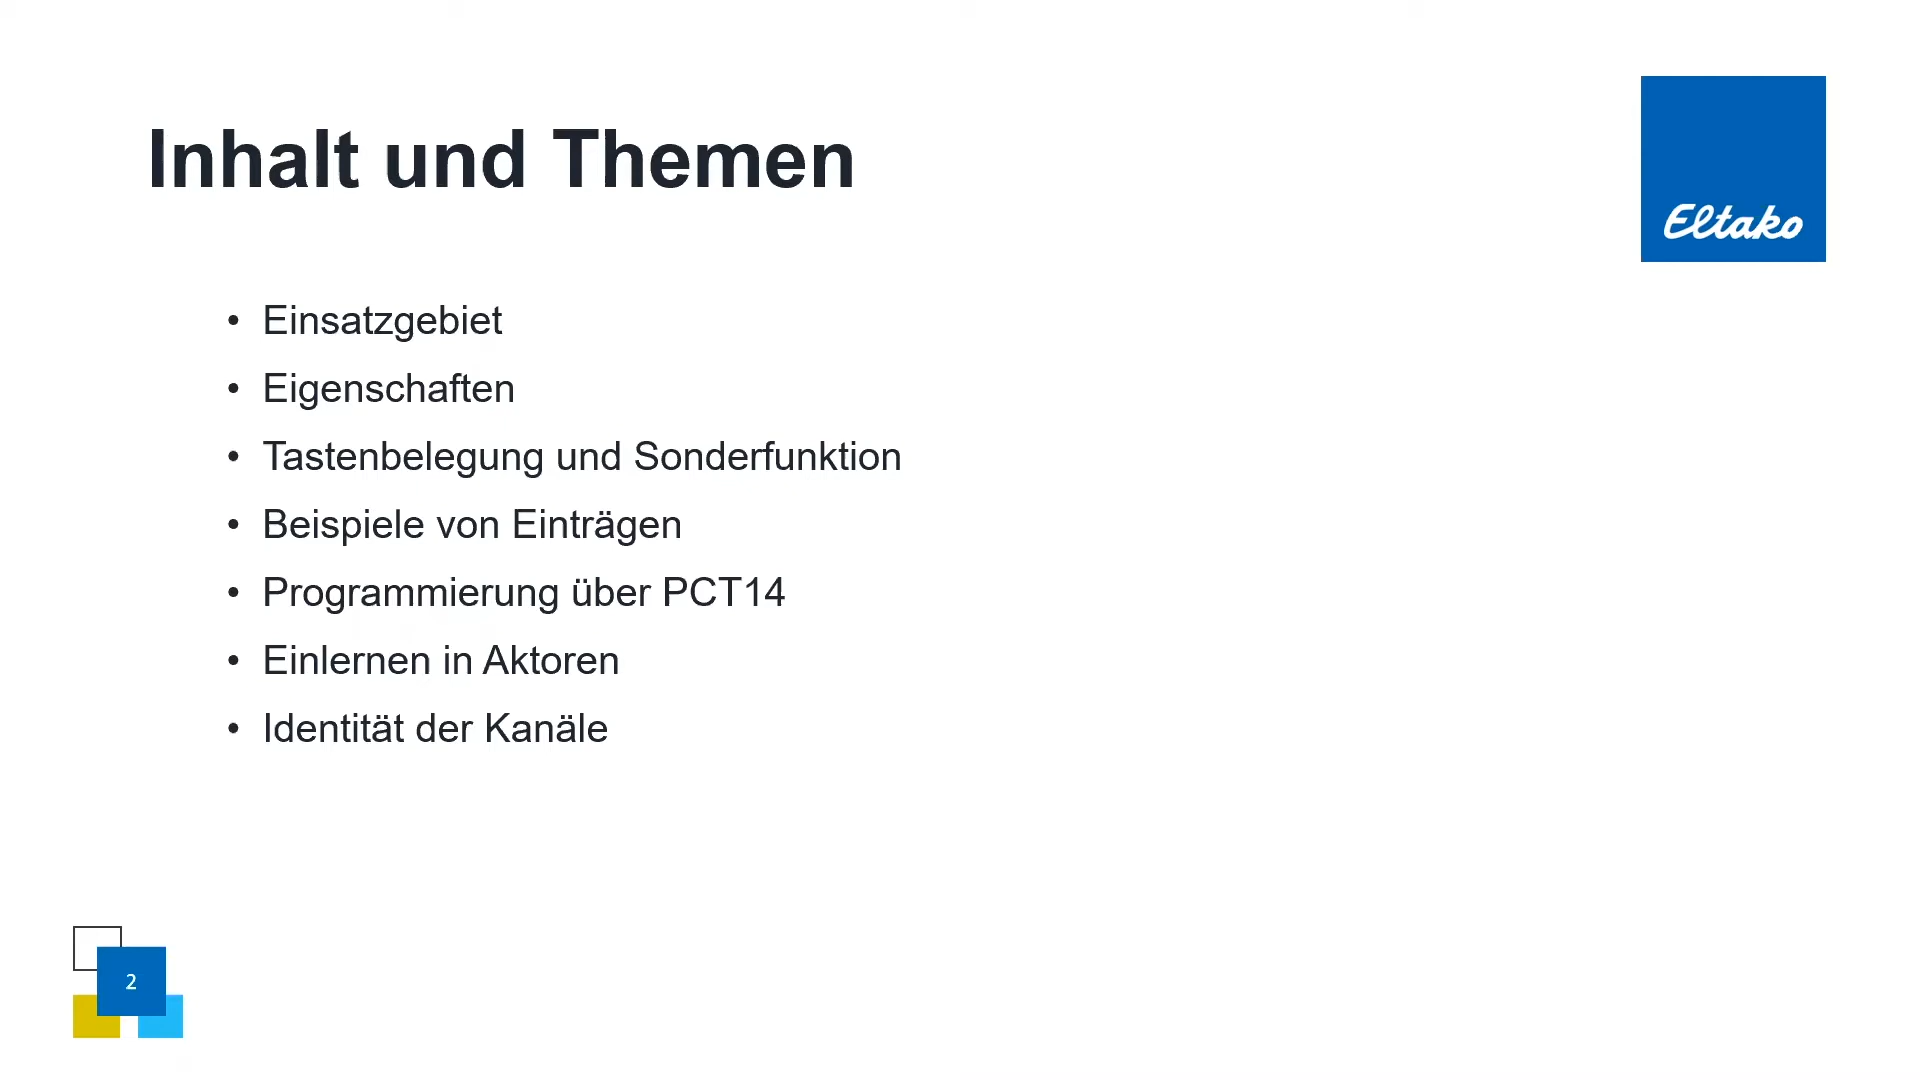 Inhalt und Themen
Eltako
• Einsatzgebiet
• Eigenschaften
• Tastenbelegung und Sonderfunktion
• Beispiele von Einträgen
• Programmierung über PCT14
• Einlernen in Aktoren
• Identität der Kanäle
2